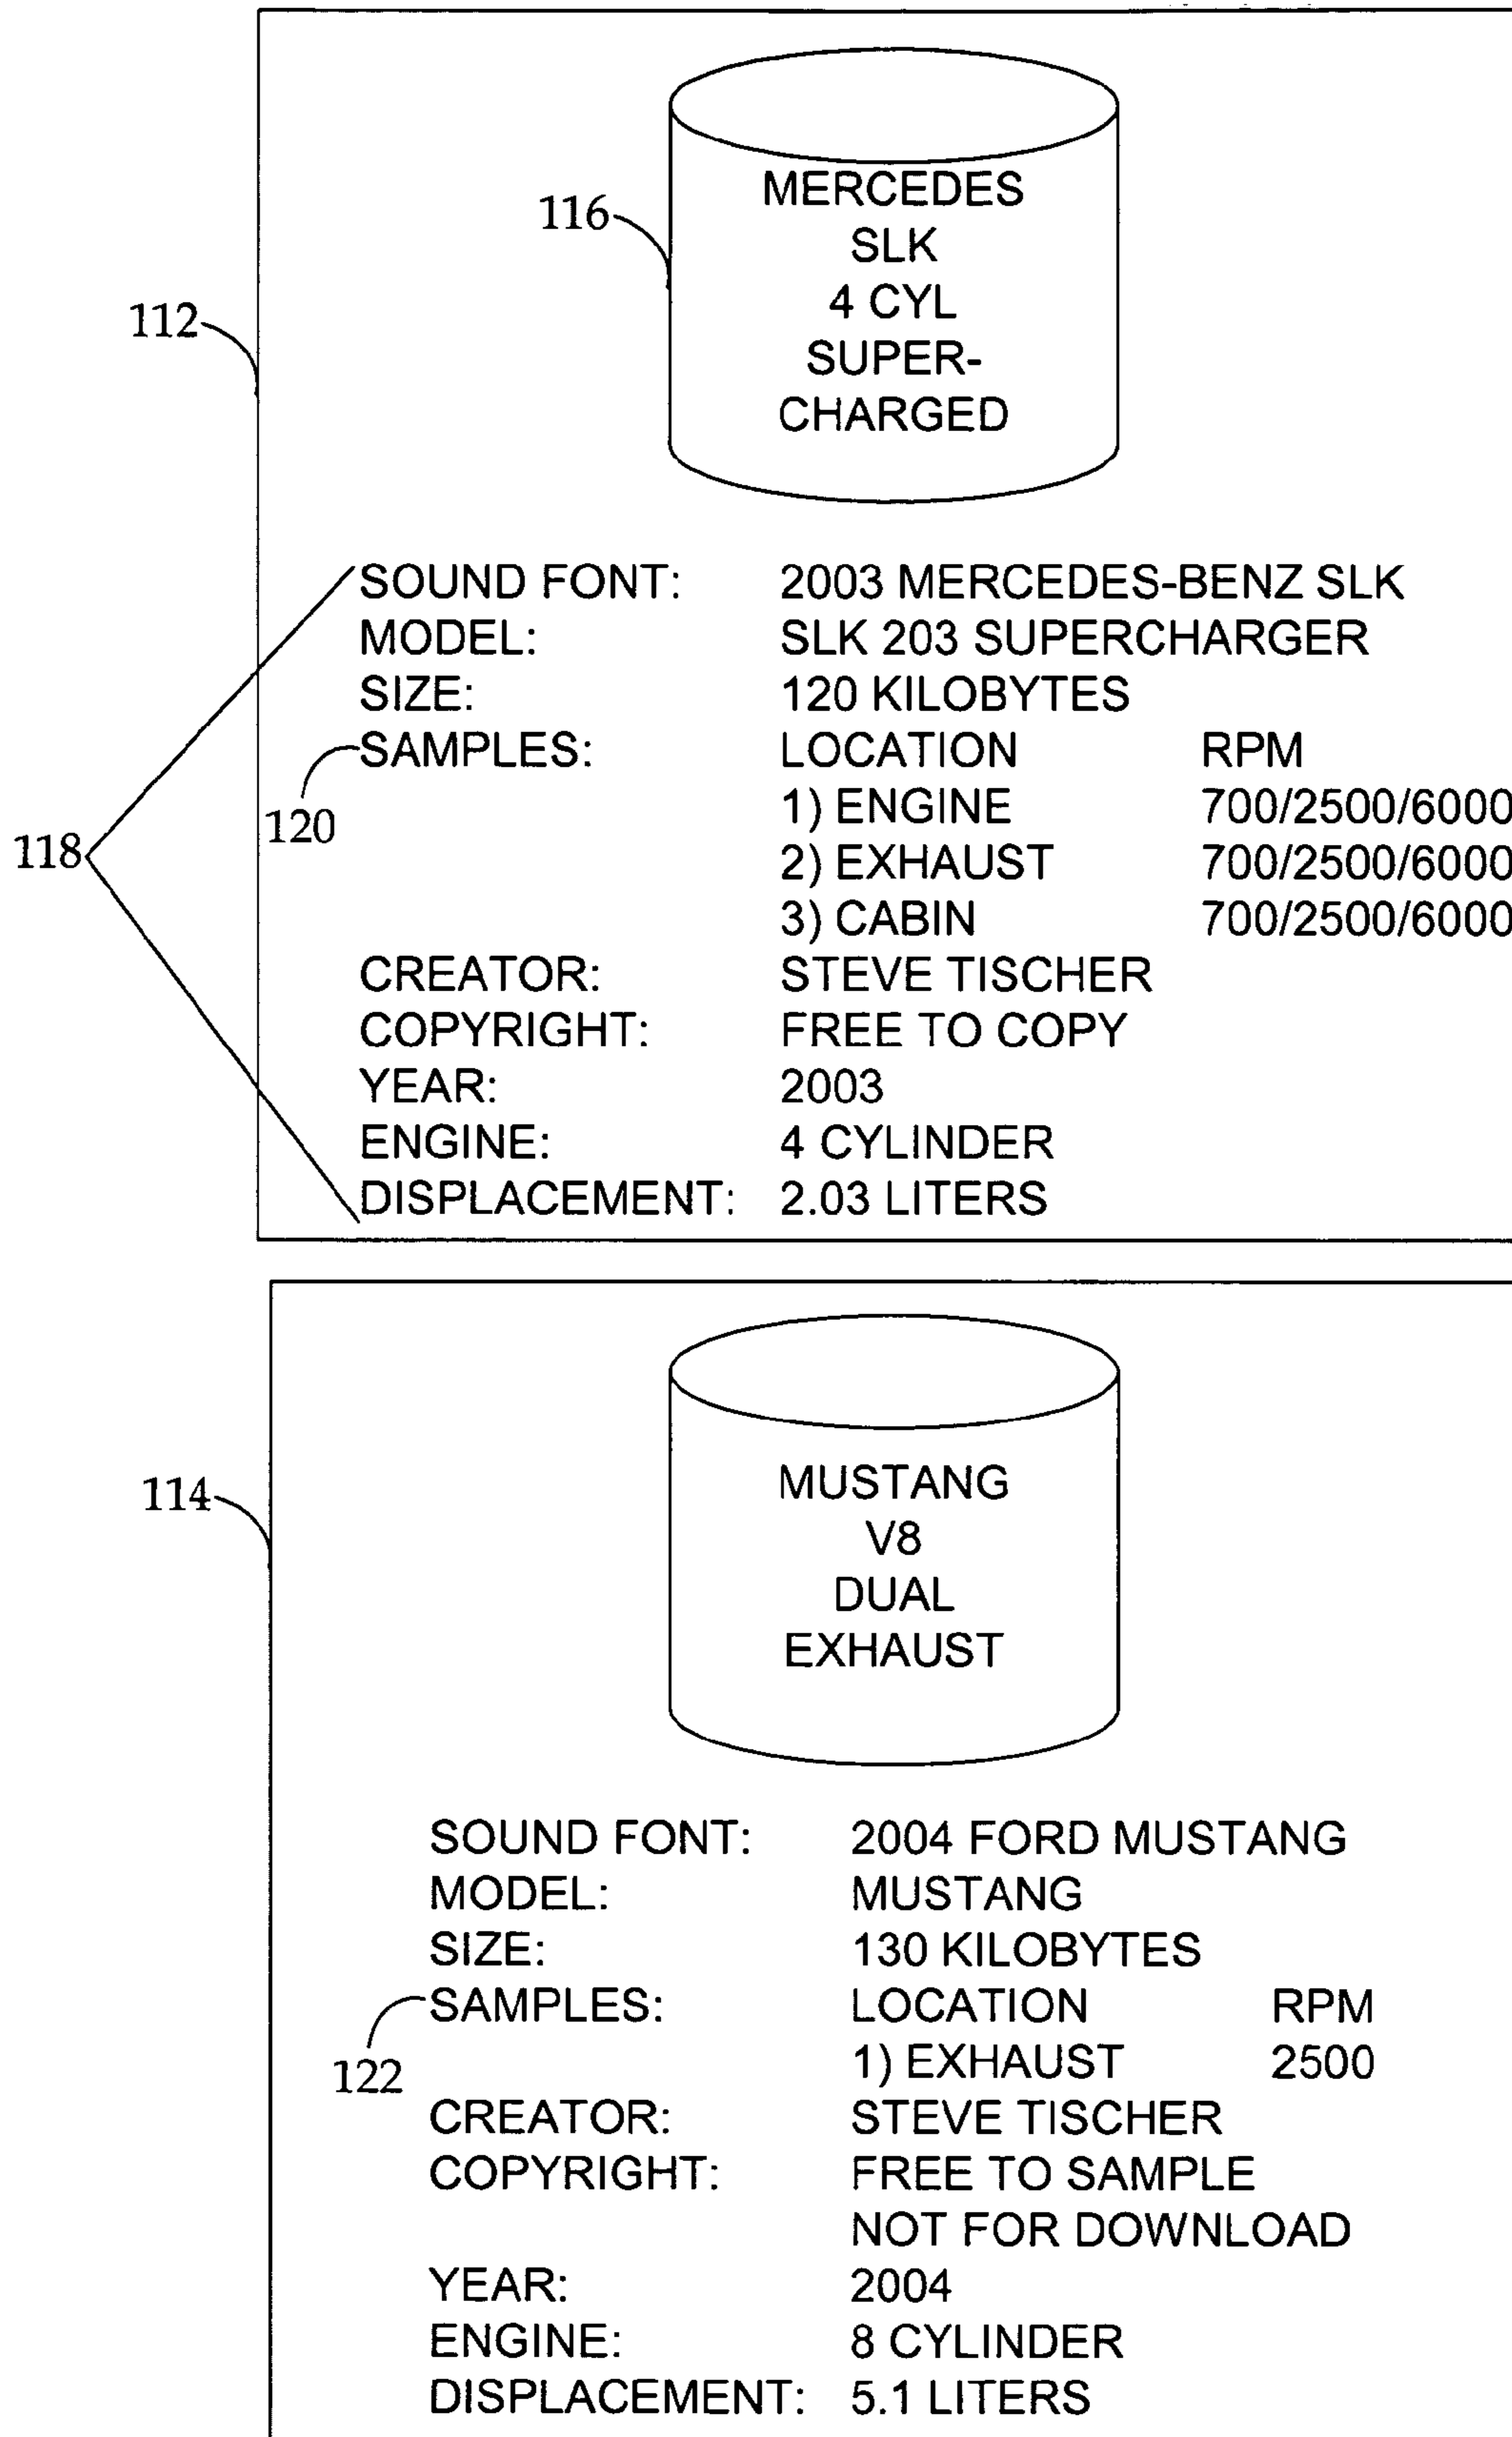 MERCEDES
SLK
4 CYL
SUPER-
CHARGED
116
112
SOUND FONT: 2003 MERCEDES-BENZ SLK
MODEL: SLK 203 SUPERCHARGER
SIZE: 120 KILOBYTES
SAMPLES: LOCATION RPM
1) ENGINE 700/2500/6000
120
118
2) EXHAUST 700/2500/6000
3) CABIN 700/2500/6000
CREATOR: STEVE TISCHER
COPYRIGHT: FREE TO COPY
YEAR: 2003
ENGINE: 4 CYLINDER
DISPLACEMENT: 2.03 LITERS
114
MUSTANG
V8
DUAL
EXHAUST
SOUND FONT: 2004 FORD MUSTANG
MODEL: MUSTANG
SIZE: 130 KILOBYTES
SAMPLES: LOCATION RPM
122
1) EXHAUST 2500
CREATOR: STEVE TISCHER
COPYRIGHT: FREE TO SAMPLE
NOT FOR DOWNLOAD
YEAR: 2004
ENGINE: 8 CYLINDER
DISPLACEMENT: 5.1 LITERS